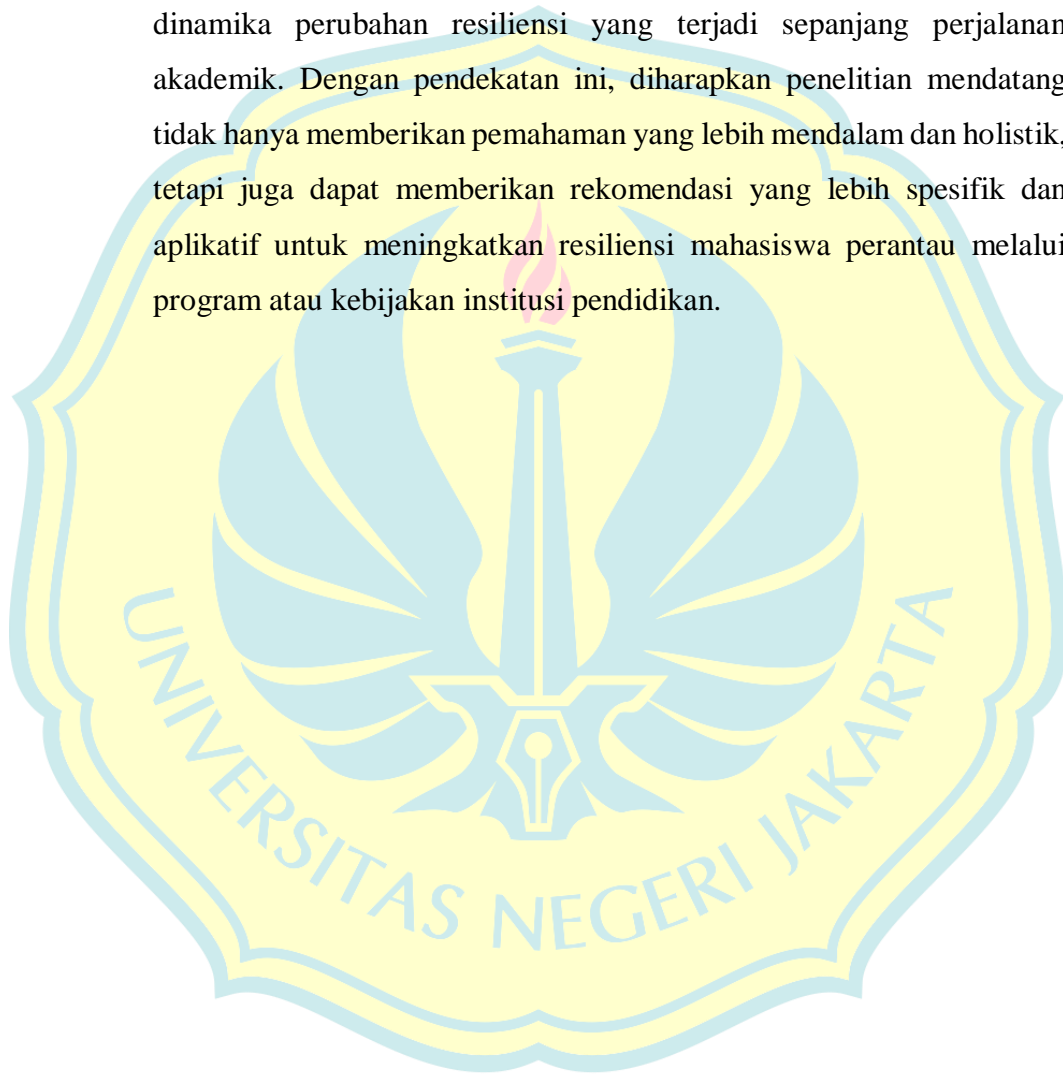 dinamika perubahan resiliensi yang terjadi sepanjang perjalanan
akademik. Dengan pendekatan ini, diharapkan penelitian mendatang
tidak hanya memberikan pemahaman yang lebih mendalam dan holistik,
tetapi juga dapat memberikan rekomendasi yang lebih spesifik dan
aplikatif untuk meningkatkan resiliensi mahasiswa perantau melalui
program atau kebijakan institusi pendidikan.
UNIVERSITAS NEGERI JAKARTA